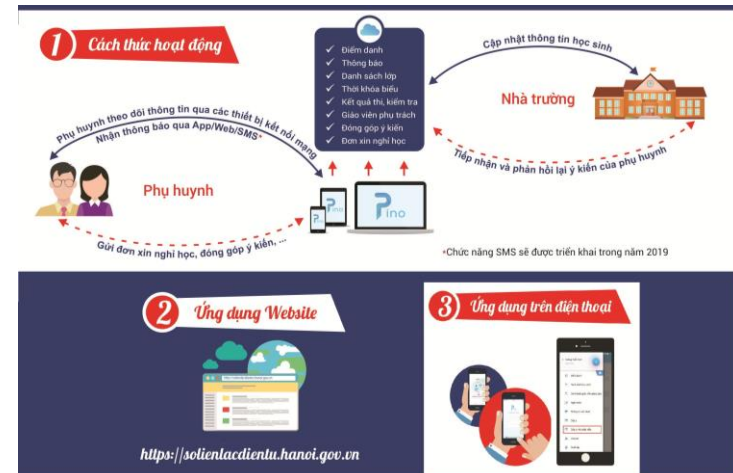 1 Cách thức hoạt động
Điểm danh
Thông báo
Danh sách lớp
Thời khóa biểu
Kết quả thi, kiểm tra
Giáo viên phụ trách
Đóng góp ý kiến
Đơn xin nghỉ học
Cập nhật thông tin học sinh
Nhà trường
Tiếp nhận và phản hồi lại ý kiến của phụ huynh
Phụ huynh theo dõi thông tin qua các thiết bị kết nối mạng
Nhận thông báo qua App/Web/SMS*
Phụ huynh
Pino
Gửi đơn xin nghỉ học, đóng góp ý kiến, ...
*Chức năng SMS sẽ được triển khai trong năm 2019
2 Ứng dụng Website
https://solienlacdientu.hanoi.gov.vn
3 Ứng dụng trên điện thoại